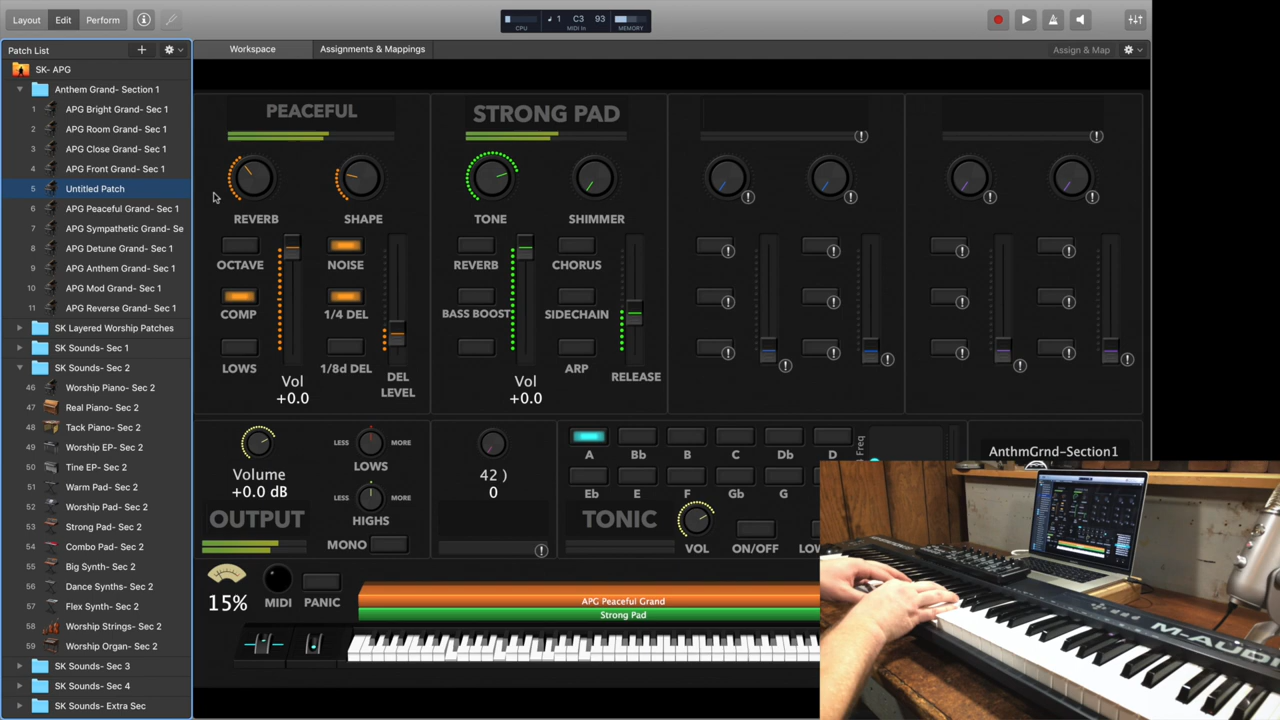 Layout Edit Perform
CPU
1 C3 93
MIDI In
MEMORY
Patch List
Workspace
Assignments & Mappings
Assign & Map
SK- APG
Anthem Grand- Section 1
1 APG Bright Grand- Sec 1
2 APG Room Grand- Sec 1
3 APG Close Grand- Sec 1
4 APG Front Grand- Sec 1
5 Untitled Patch
6 APG Peaceful Grand- Sec 1
7 APG Sympathetic Grand- Se
8 APG Detune Grand- Sec 1
9 APG Anthem Grand- Sec 1
10 APG Mod Grand- Sec 1
11 APG Reverse Grand- Sec 1
SK Layered Worship Patches
SK Sounds- Sec 1
SK Sounds- Sec 2
46 Worship Piano- Sec 2
47 Real Piano- Sec 2
48 Tack Piano- Sec 2
49 Worship EP- Sec 2
50 Tine EP- Sec 2
51 Warm Pad- Sec 2
52 Worship Pad- Sec 2
53 Strong Pad- Sec 2
54 Combo Pad- Sec 2
55 Big Synth- Sec 2
56 Dance Synths- Sec 2
57 Flex Synth- Sec 2
58 Worship Strings- Sec 2
59 Worship Organ- Sec 2
SK Sounds- Sec 3
SK Sounds- Sec 4
SK Sounds- Extra Sec
PEACEFUL
REVERB SHAPE
OCTAVE NOISE
COMP 1/4 DEL
LOWS 1/8d DEL
DEL
LEVEL
Vol
+0.0
STRONG PAD
TONE SHIMMER
REVERB CHORUS
BASS BOOST SIDECHAIN
ARP RELEASE
Vol
+0.0
Volume
+0.0 dB
LESS MORE
LOWS
LESS MORE
HIGHS
OUTPUT
MONO
42 )
0
A Bb B C Db D
Eb E F Gb G
TONIC
VOL ON/OFF
Freq
AnthmGrnd-Section1
15%
MIDI PANIC
APG Peaceful Grand
Strong Pad
M-AUDIO